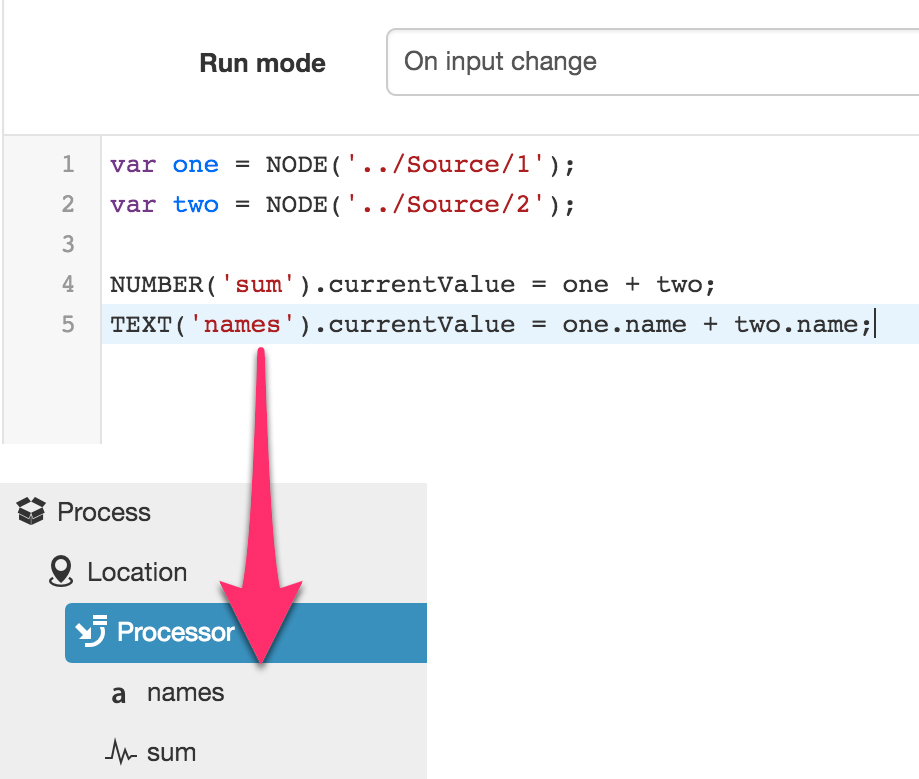 Run mode
On input change
1 var one = NODE('../Source/1');
2 var two = NODE('../Source/2');
3
4 NUMBER('sum').currentValue = one + two;
5 TEXT('names').currentValue = one.name + two.name;
Process
Location
Processor
a names
sum